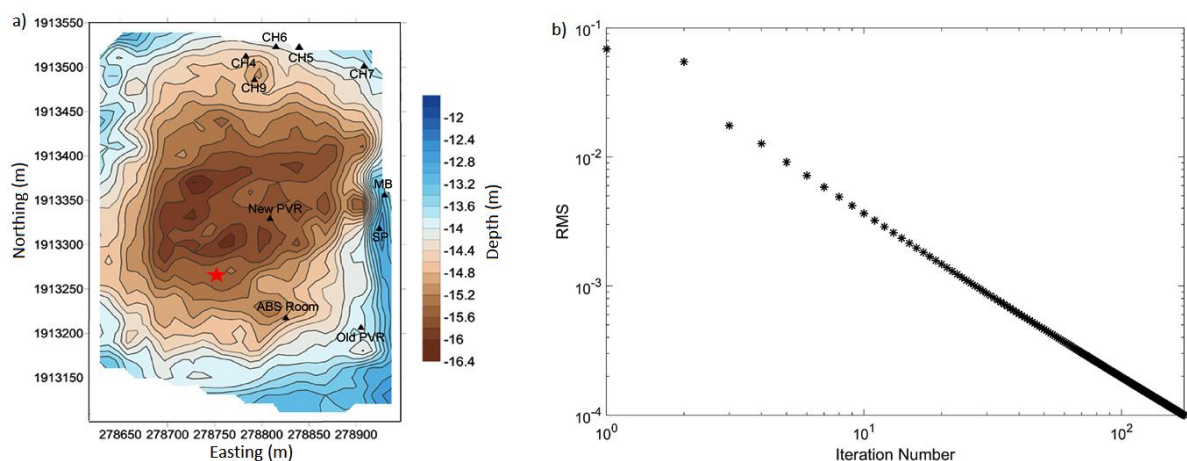 a)
1913550
1913500
1913450
1913400
1913350
1913300
1913250
1913200
1913150
Northing (m)
278650 278700 278750 278800 278850 278900
Easting (m)
CH6
CH5
CH4
CH7
CH9
MB
New PVR
SP
ABS Room
Old PVR
-12
-12.8
-13.6
-14.4
-15.2
-16
-12.4
-13.2
-14
-14.8
-15.6
-16.4
Depth (m)
b)
10-1
10-2
10-3
10-4
RMS
100 101 102
Iteration Number